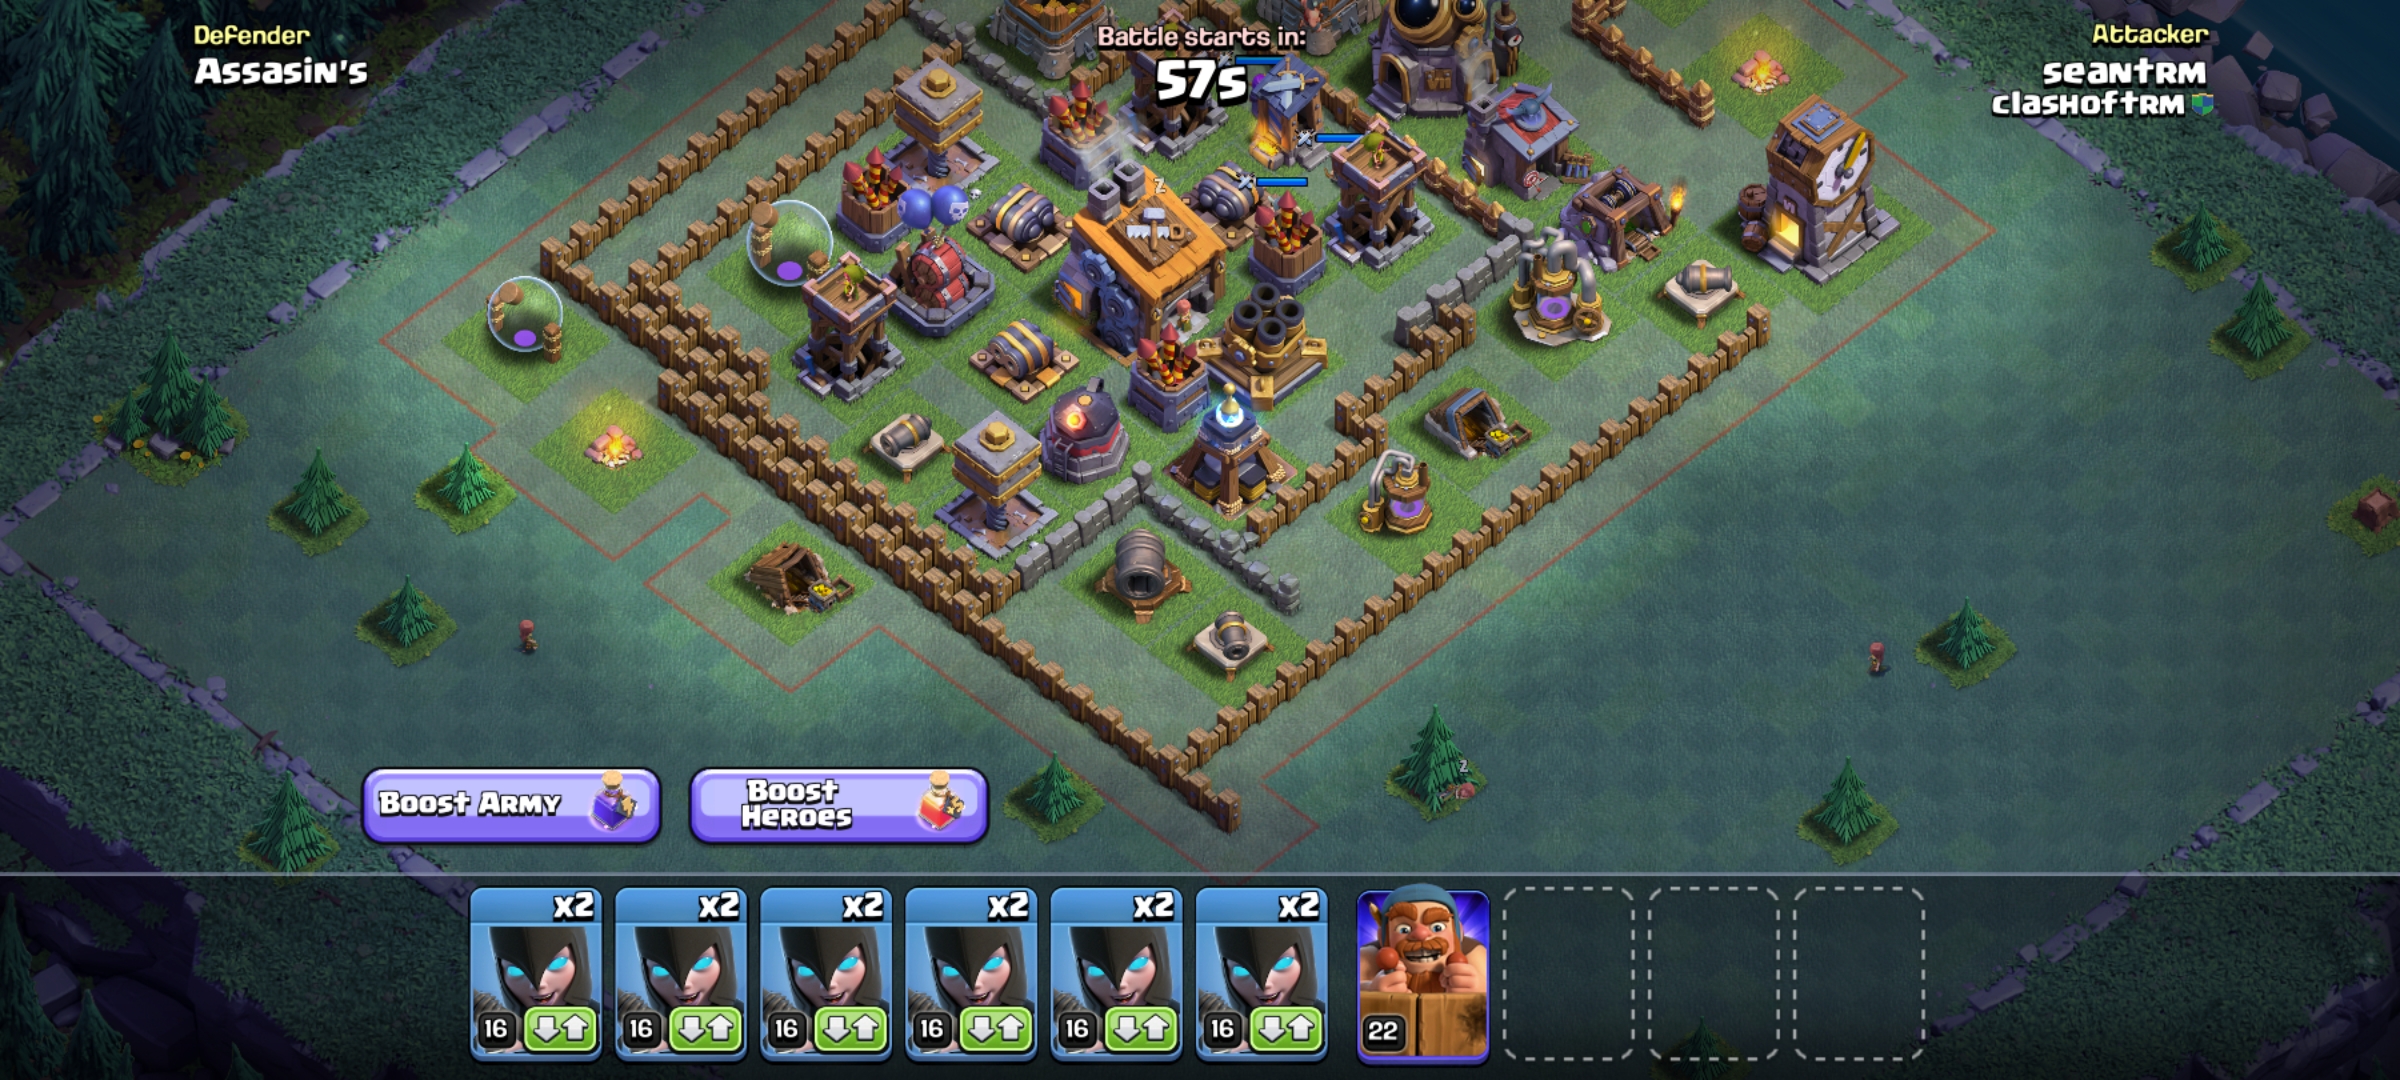 Defender
Assasin's
Battle starts in:
57s
Attacker
seantRM
clashoftRM
z
z
Boost Army
Boost
Heroes
x2
x2
x2
x2
x2
x2
16
16
16
16
16
16
22